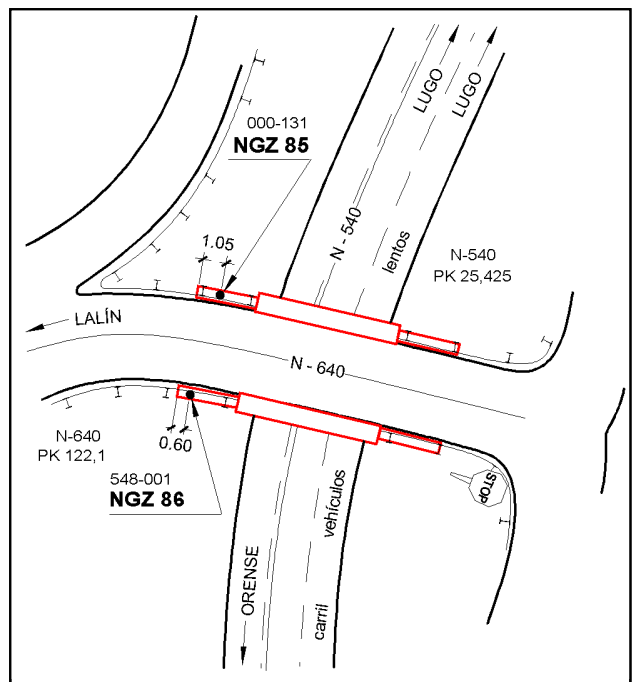 LUGO
LUGO
000-131
NGZ 85
N - 540
1.05
lentos
N-540
PK 25,425
LALÍN
N - 640
N-640
PK 122,1
0.60
548-001
NGZ 86
STOP
vehículos
ORENSE
carril